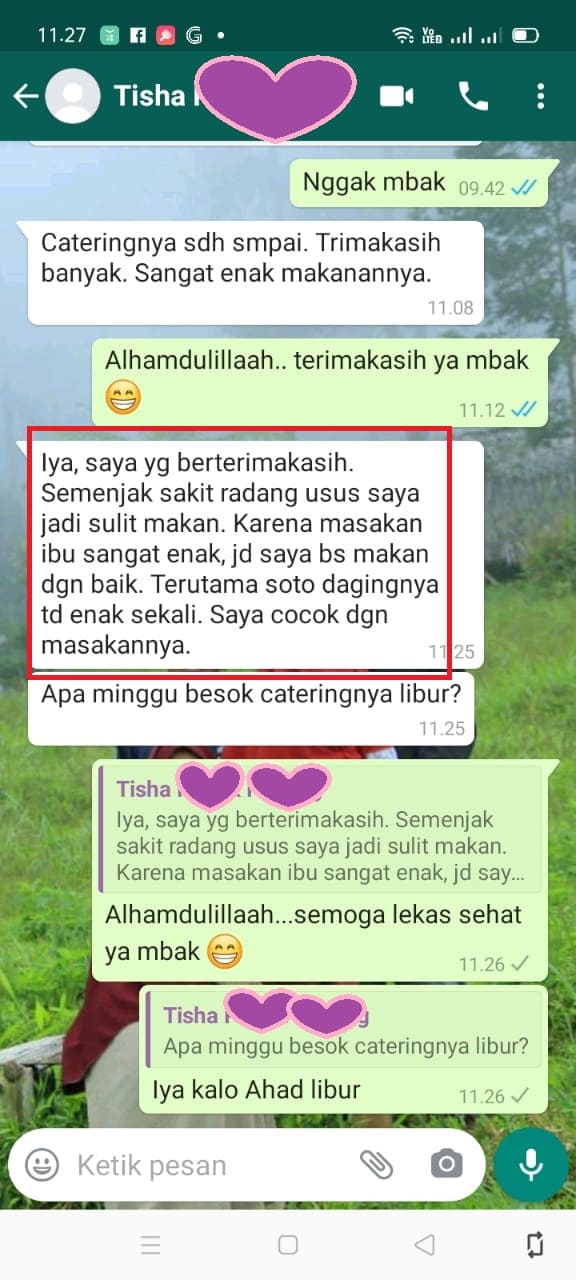 11.27
Tisha
Nggak mbak 09.42
Cateringnya sdh smpai. Trimakasih
banyak. Sangat enak makanannya.
11.08
Alhamdulillaah.. terimakasih ya mbak
😁
11.12
Iya, saya yg berterimakasih.
Semenjak sakit radang usus saya
jadi sulit makan. Karena masakan
ibu sangat enak, jd saya bs makan
dgn baik. Terutama soto dagingnya
td enak sekali. Saya cocok dgn
masakannya. 11.25
Apa minggu besok cateringnya libur?
11.25
Tisha
Iya, saya yg berterimakasih. Semenjak
sakit radang usus saya jadi sulit makan.
Karena masakan ibu sangat enak, jd say...
Alhamdulillaah...semoga lekas sehat
ya mbak 😁 11.26
Tisha
Apa minggu besok cateringnya libur?
Iya kalo Ahad libur 11.26
Ketik pesan